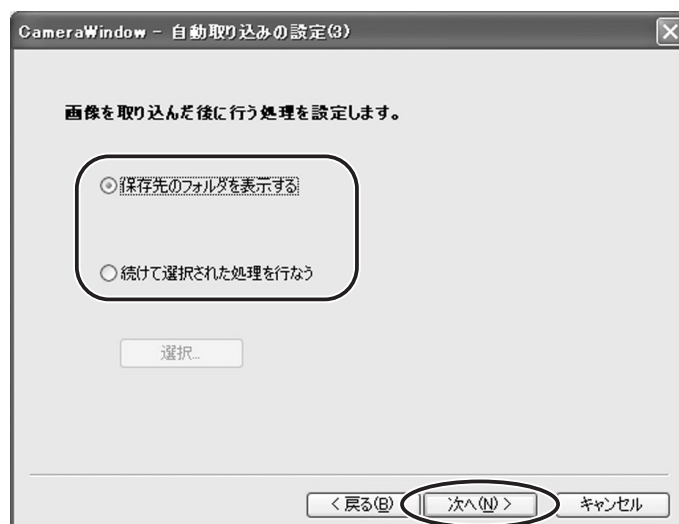 CameraWindow - 自動取り込みの設定(3)
画像を取り込んだ後に行う処理を設定します。
保存先のフォルダを表示する
続けて選択された処理を行なう
選択...
< 戻る(B)
次へ(N) >
キャンセル